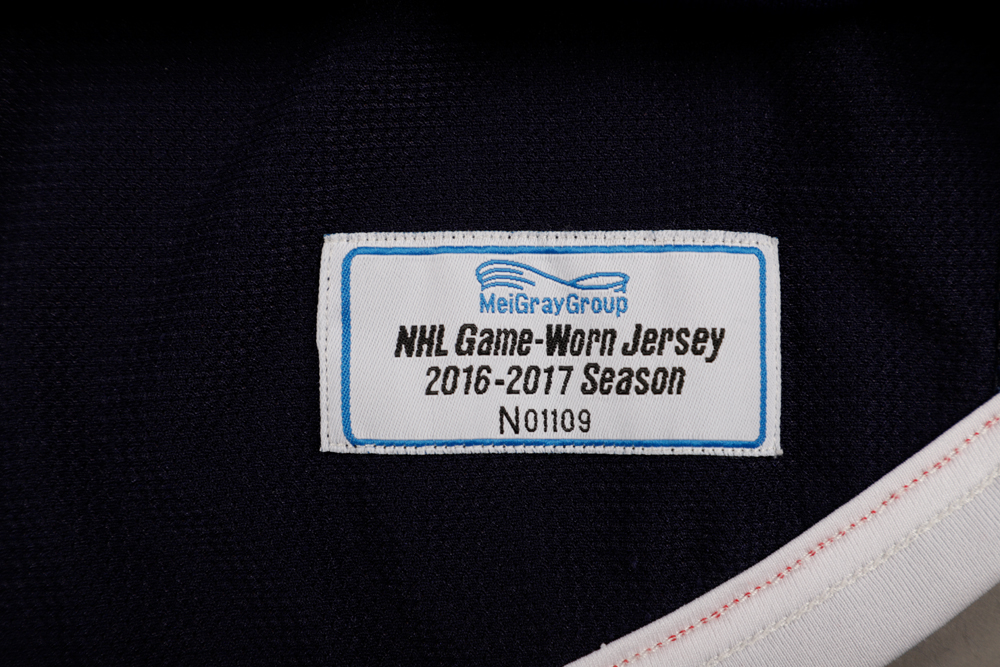 MeiGrayGroup
NHL Game-Worn Jersey
2016-2017 Season
N01109